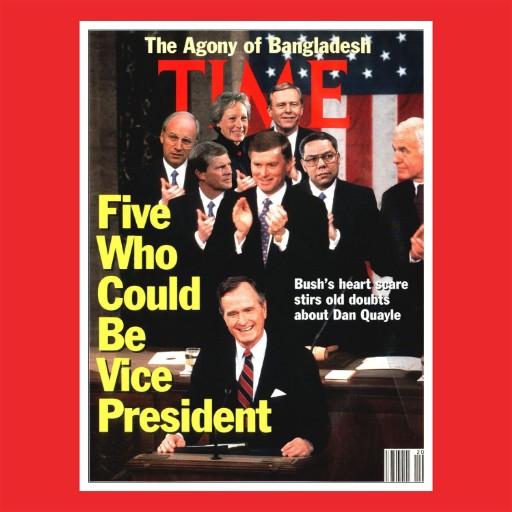 The Agony of Bangladesh
TIME
Five
Who
Could
Be
Vice
President
Bush's heart scare
stirs old doubts
about Dan Quayle
20